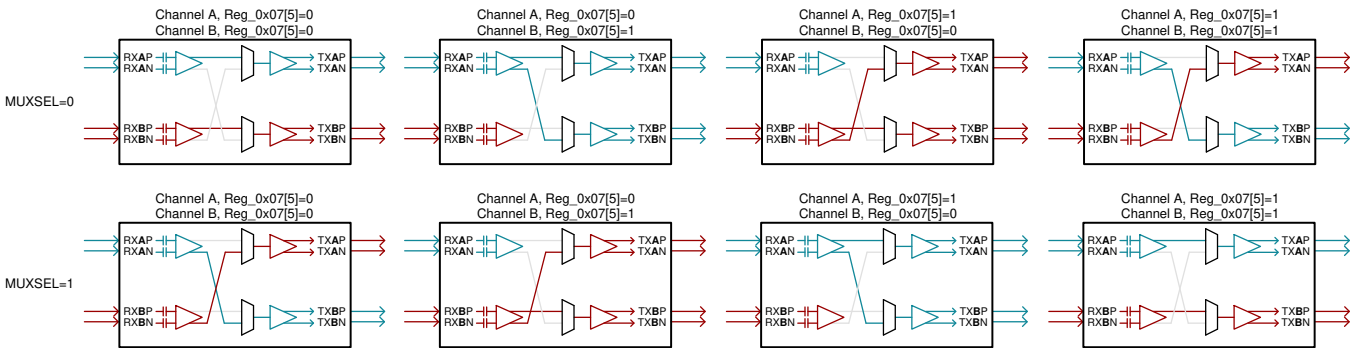 Channel A, Reg_0x07[5]=0
Channel B, Reg_0x07[5]=0
Channel A, Reg_0x07[5]=0
Channel B, Reg_0x07[5]=1
Channel A, Reg_0x07[5]=1
Channel B, Reg_0x07[5]=0
Channel A, Reg_0x07[5]=1
Channel B, Reg_0x07[5]=1
MUXSEL=0
RXAP TXAP
RXAN TXAN
RXBP TXBP
RXBN TXBN
RXAP TXAP
RXAN TXAN
RXBP TXBP
RXBN TXBN
RXAP TXAP
RXAN TXAN
RXBP TXBP
RXBN TXBN
RXAP TXAP
RXAN TXAN
RXBP TXBP
RXBN TXBN
Channel A, Reg_0x07[5]=0
Channel B, Reg_0x07[5]=0
Channel A, Reg_0x07[5]=0
Channel B, Reg_0x07[5]=1
Channel A, Reg_0x07[5]=1
Channel B, Reg_0x07[5]=0
Channel A, Reg_0x07[5]=1
Channel B, Reg_0x07[5]=1
MUXSEL=1
RXAP TXAP
RXAN TXAN
RXBP TXBP
RXBN TXBN
RXAP TXAP
RXAN TXAN
RXBP TXBP
RXBN TXBN
RXAP TXAP
RXAN TXAN
RXBP TXBP
RXBN TXBN
RXAP TXAP
RXAN TXAN
RXBP TXBP
RXBN TXBN